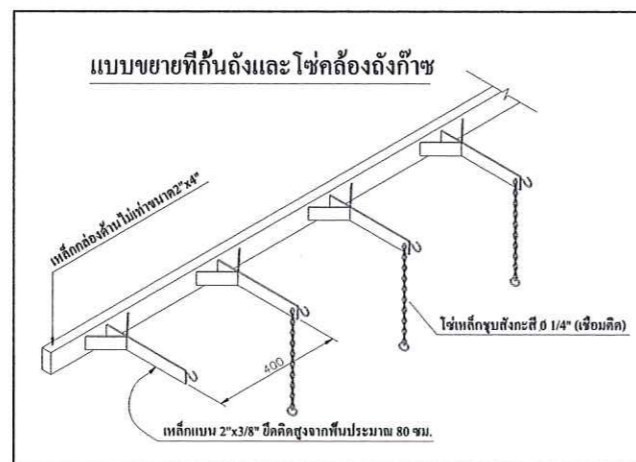 แบบขยายที่กั้นถังและโซ่คล้องถังก๊าซ
เหล็กกล่องด้านไม่เท่าขนาด2"x4"
โซ่เหล็กชุบสังกะสี Ø 1/4" (เชื่อมติด)
400
เหล็กแบน 2"x3/8" ยึดติดสูงจากพื้นประมาณ 80 ซม.